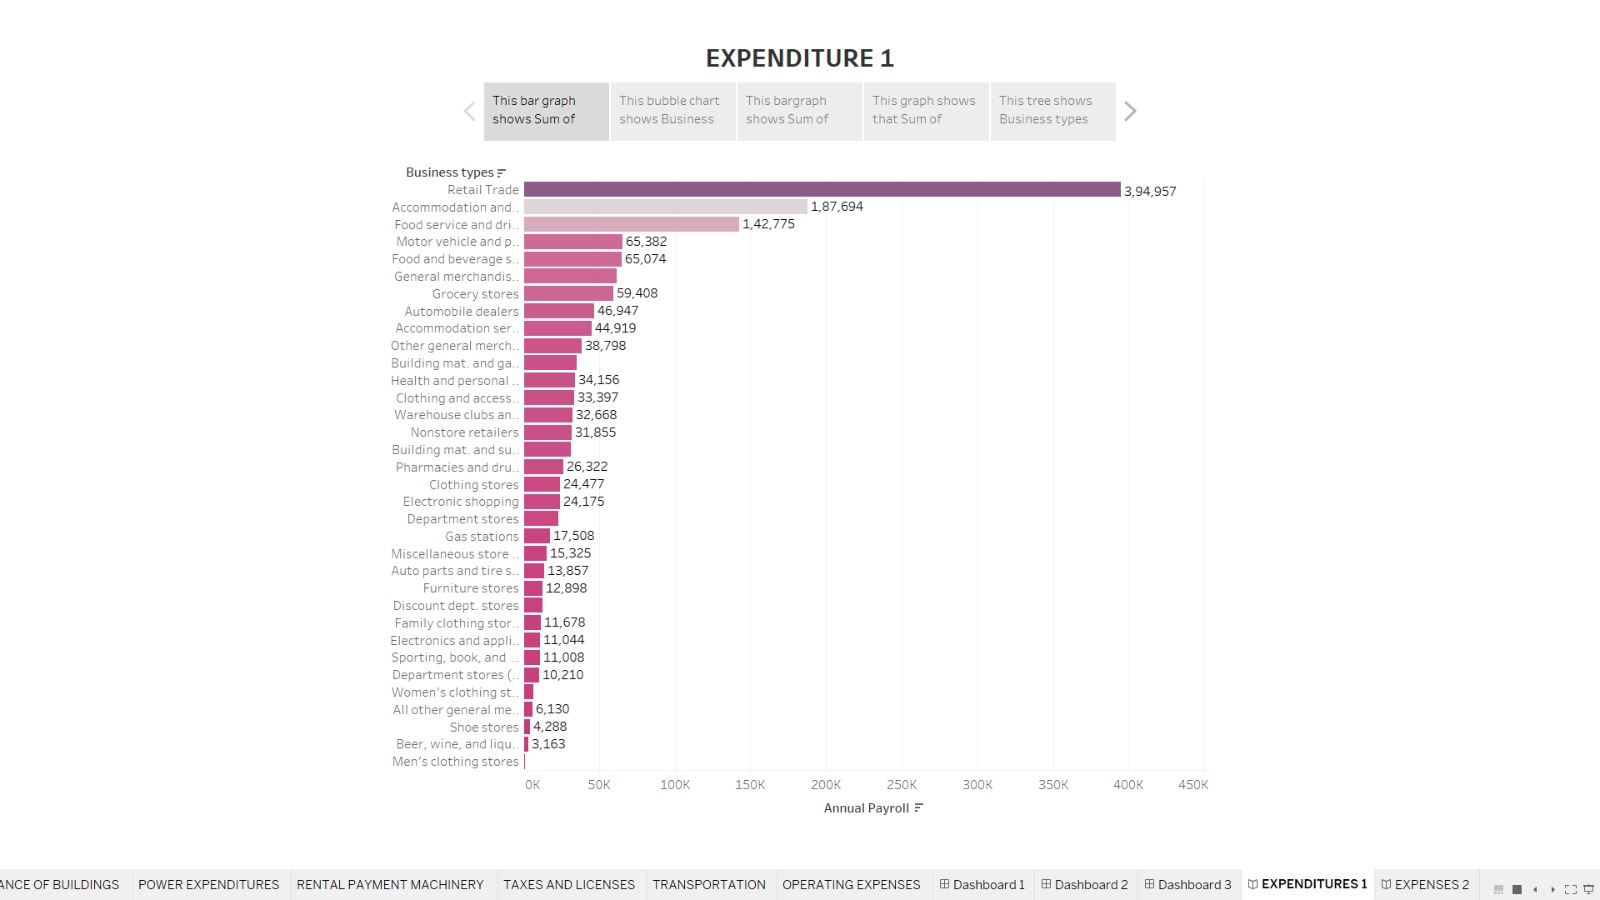 EXPENDITURE 1
This bar graph
shows Sum of
This bubble chart
shows Business
This bargraph
shows Sum of
This graph shows
that Sum of
This tree shows
Business types
Business types
Retail Trade 3,94,957
Accommodation and.. 1,87,694
Food service and dri.. 1,42,775
Motor vehicle and p.. 65,382
Food and beverage s.. 65,074
General merchandis..
Grocery stores 59,408
Automobile dealers 46,947
Accommodation ser.. 44,919
Other general merch.. 38,798
Building mat. and ga..
Health and personal .. 34,156
Clothing and access.. 33,397
Warehouse clubs an.. 32,668
Nonstore retailers 31,855
Building mat. and su..
Pharmacies and dru.. 26,322
Clothing stores 24,477
Electronic shopping 24,175
Department stores
Gas stations 17,508
Miscellaneous store .. 15,325
Auto parts and tire s.. 13,857
Furniture stores 12,898
Discount dept. stores
Family clothing stor.. 11,678
Electronics and appli.. 11,044
Sporting, book, and .. 11,008
Department stores (.. 10,210
Women's clothing st..
All other general me.. 6,130
Shoe stores 4,288
Beer, wine, and liqu.. 3,163
Men's clothing stores
0K 50K 100K 150K 200K 250K 300K 350K 400K 450K
Annual Payroll
ANCE OF BUILDINGS POWER EXPENDITURES RENTAL PAYMENT MACHINERY TAXES AND LICENSES TRANSPORTATION OPERATING EXPENSES Dashboard 1 Dashboard 2 Dashboard 3 EXPENDITURES 1 EXPENSES 2